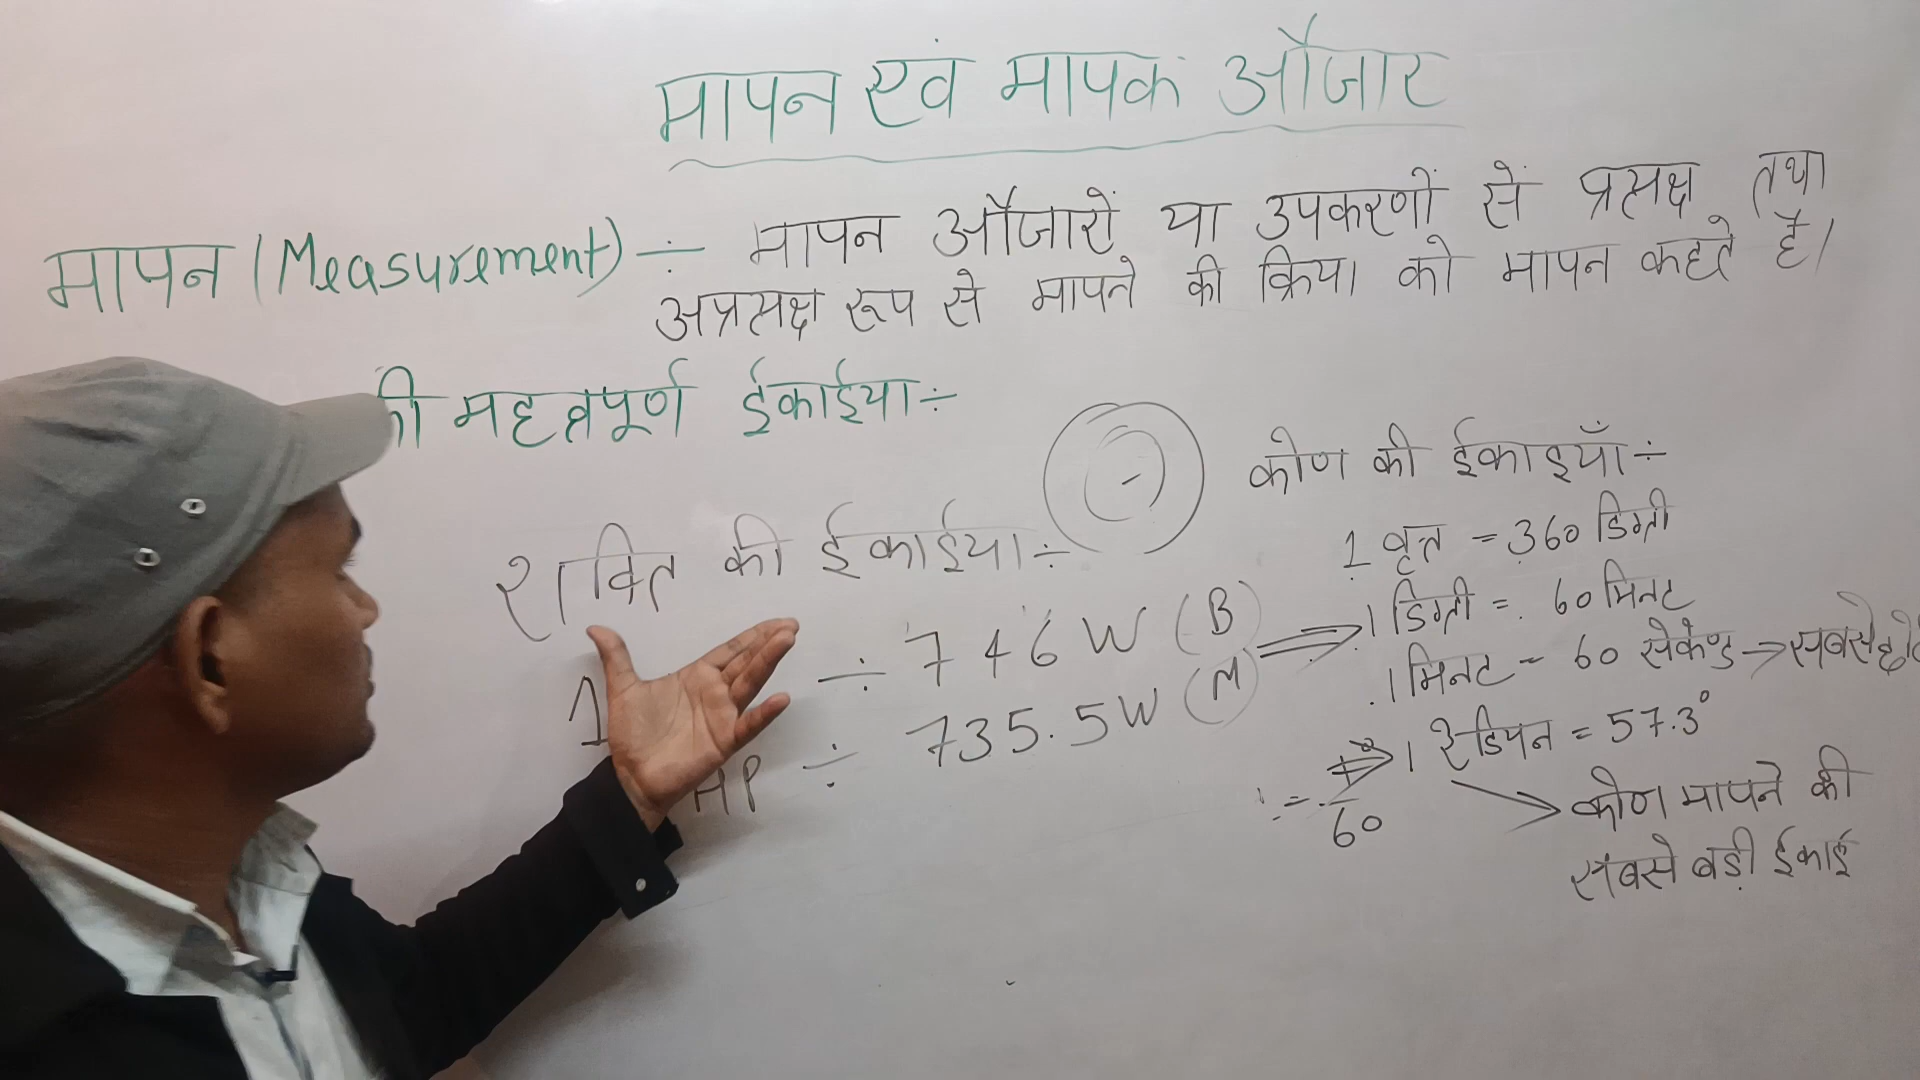 मापन एवं मापक औजार
मापन (Measurement) ÷ मापन औजारों या उपकरणों सें प्रत्यक्ष तथा
अप्रत्यक्ष रूप से मापने की क्रिया को मापन कहते है।
की महत्वपूर्ण ईकाईया ÷
शक्ति की ईकाईया ÷
1 ÷ 746 W (B)
HP ÷ 735.5W (M)
कोण की ईकाइयाँ ÷
1 वृत्त = 360 डिग्री
1 डिग्री = 60 मिनट
1 मिनट = 60 सेकेण्ड → सबसे
1 रेडियन = 57.3°
60
कोण मापने की
सबसे बड़ी ईकाई